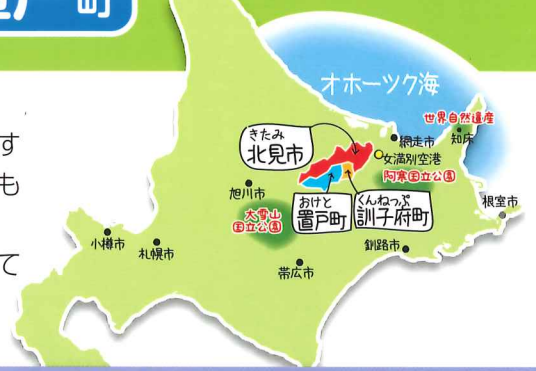 町
す
も
て
オホーツク海
世界自然遺産
知床
網走市
女満別空港
阿寒国立公園
きたみ
北見市
おけと
置戸町
くんねっぷ
訓子府町
旭川市
大雪山
国立公園
根室市
釧路市
帯広市
小樽市
札幌市